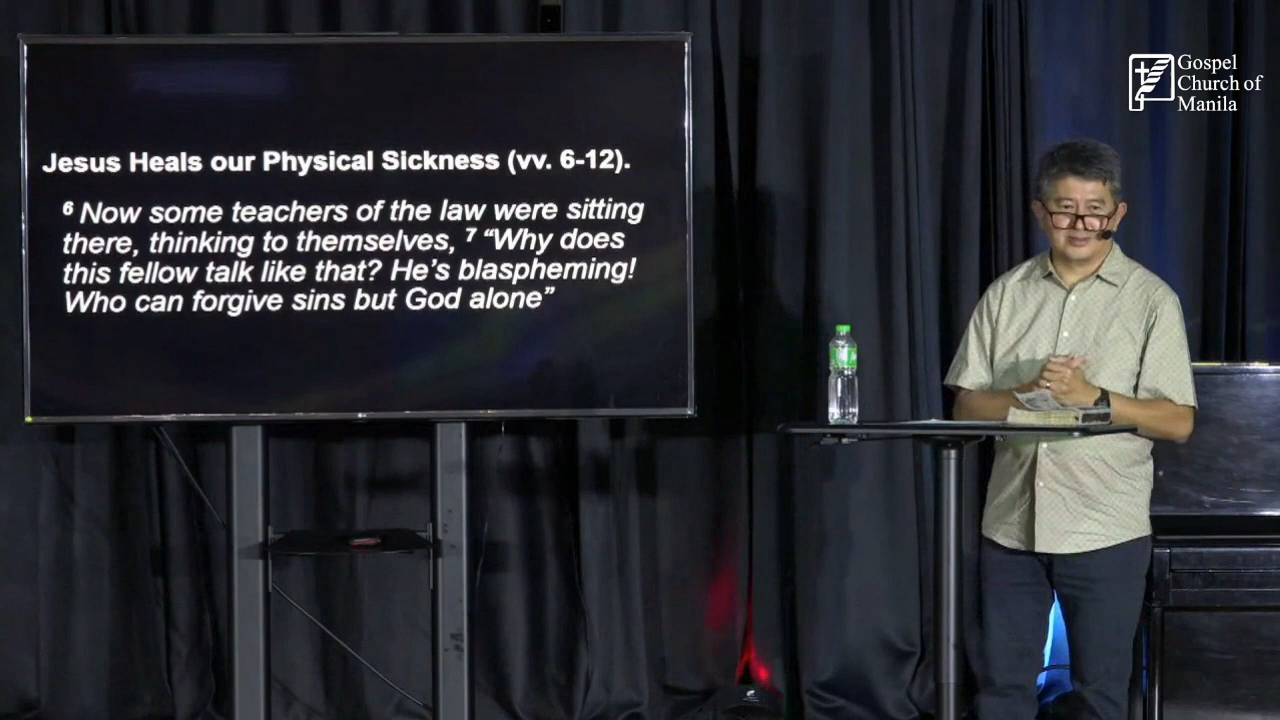 Jesus Heals our Physical Sickness (vv. 6-12).
⁶ Now some teachers of the law were sitting
there, thinking to themselves, ⁷ “Why does
this fellow talk like that? He’s blaspheming!
Who can forgive sins but God alone”
Gospel
Church of
Manila